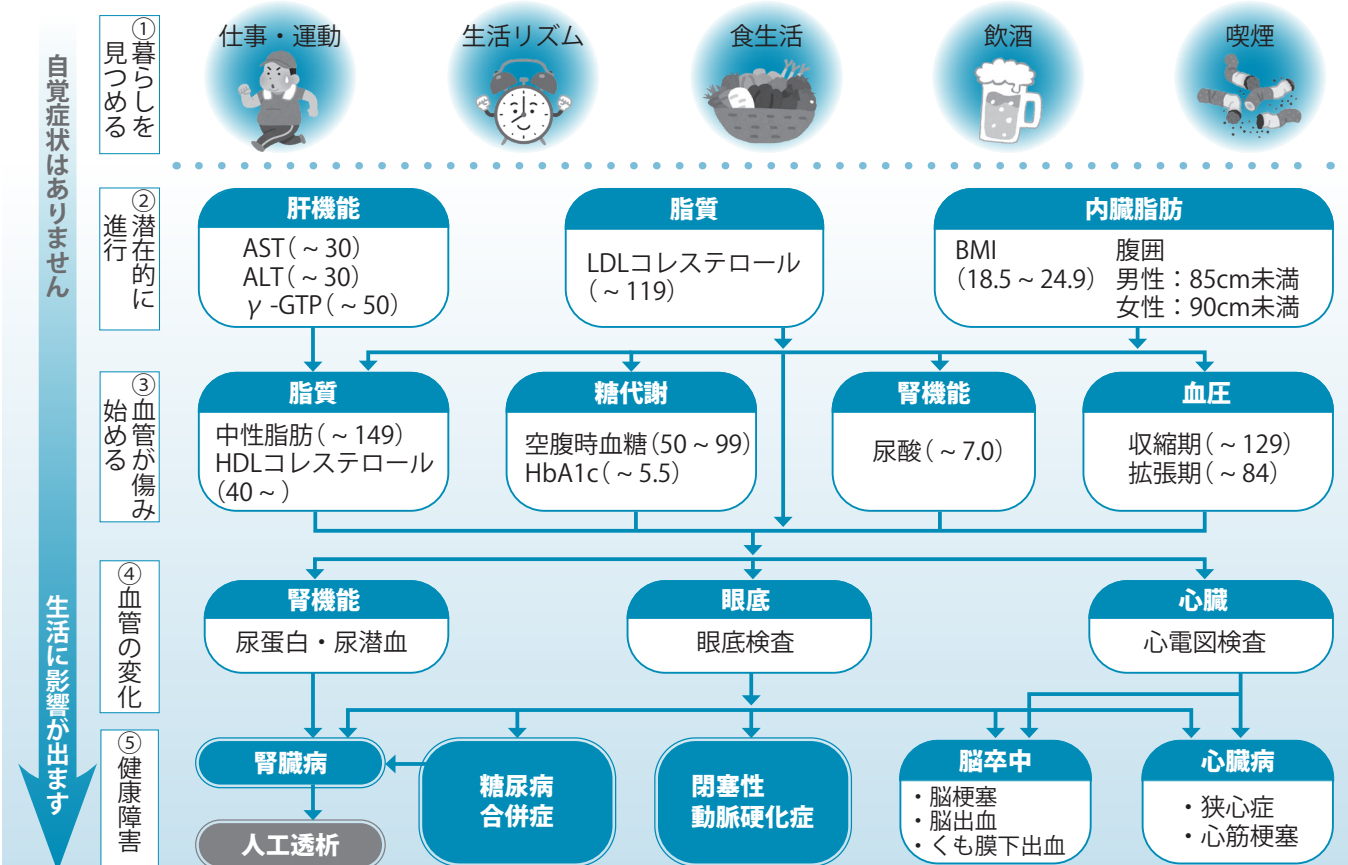 自覚症状はありません
生活に影響が出ます
①暮らしを
見つめる
仕事・運動
生活リズム
食生活
飲酒
喫煙
②潜在的に
進行
肝機能
AST(~30)
ALT(~30)
γ-GTP(~50)
脂質
LDLコレステロール
(~119)
内臓脂肪
BMI
(18.5~24.9)
腹囲
男性：85cm未満
女性：90cm未満
③血管が傷み
始める
脂質
中性脂肪(~149)
HDLコレステロール
(40~)
糖代謝
空腹時血糖(50~99)
HbA1c(~5.5)
腎機能
尿酸(~7.0)
血圧
収縮期(~129)
拡張期(~84)
④血管の変化
腎機能
尿蛋白・尿潜血
眼底
眼底検査
心臓
心電図検査
⑤健康障害
腎臓病
人工透析
糖尿病
合併症
閉塞性
動脈硬化症
脳卒中
・脳梗塞
・脳出血
・くも膜下出血
心臓病
・狭心症
・心筋梗塞